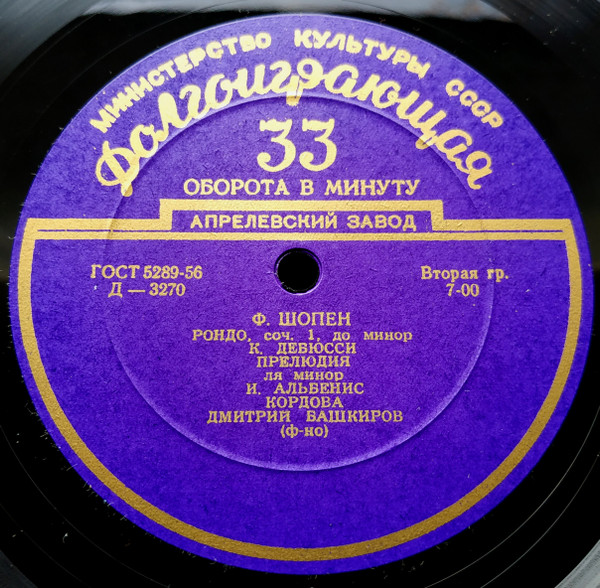 МИНИСТЕРСТВО КУЛЬТУРЫ СССР
Долгоиграющая
33
ОБОРОТА В МИНУТУ
АПРЕЛЕВСКИЙ ЗАВОД
ГОСТ 5289-56
Д — 3270
Вторая гр.
7-00
Ф. ШОПЕН
РОНДО, соч. 1, до минор
К. ДЕБЮССИ
ПРЕЛЮДИЯ
ля минор
И. АЛЬБЕНИС
КОРДОВА
ДМИТРИЙ БАШКИРОВ
(ф-но)